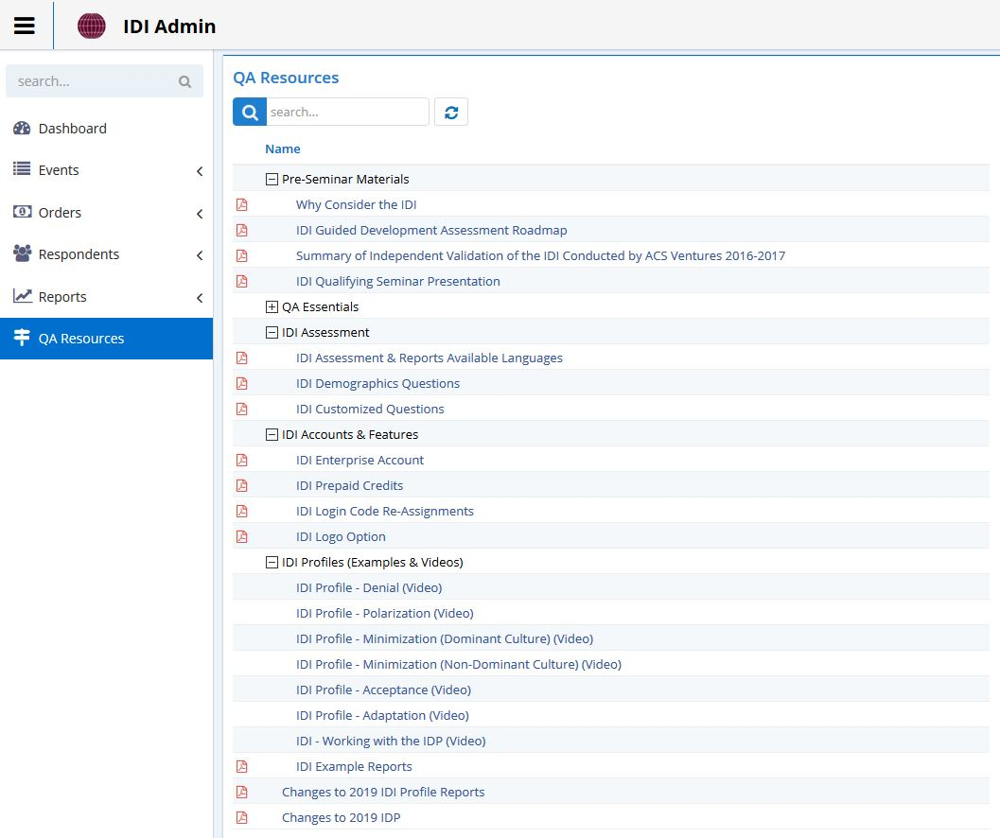 IDI Admin
search...
Dashboard
Events
Orders
Respondents
Reports
QA Resources
QA Resources
search...
Name
Pre-Seminar Materials
Why Consider the IDI
IDI Guided Development Assessment Roadmap
Summary of Independent Validation of the IDI Conducted by ACS Ventures 2016-2017
IDI Qualifying Seminar Presentation
QA Essentials
IDI Assessment
IDI Assessment & Reports Available Languages
IDI Demographics Questions
IDI Customized Questions
IDI Accounts & Features
IDI Enterprise Account
IDI Prepaid Credits
IDI Login Code Re-Assignments
IDI Logo Option
IDI Profiles (Examples & Videos)
IDI Profile - Denial (Video)
IDI Profile - Polarization (Video)
IDI Profile - Minimization (Dominant Culture) (Video)
IDI Profile - Minimization (Non-Dominant Culture) (Video)
IDI Profile - Acceptance (Video)
IDI Profile - Adaptation (Video)
IDI - Working with the IDP (Video)
IDI Example Reports
Changes to 2019 IDI Profile Reports
Changes to 2019 IDP